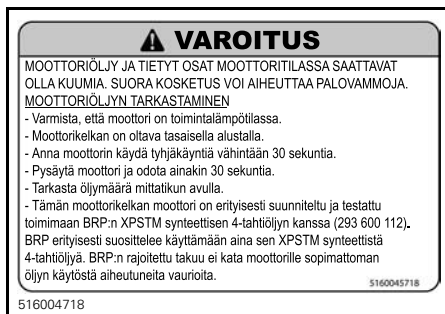 VAROITUS
MOOTTORIÖLJY JA TIETYT OSAT MOOTTORITILASSA SAATTAVAT
OLLA KUUMIA. SUORA KOSKETUS VOI AIHEUTTAA PALOVAMMOJA.
MOOTTORIÖLJYN TARKASTAMINEN
- Varmista, että moottori on toimintalämpötilassa.
- Moottorikelkan on oltava tasaisella alustalla.
- Anna moottorin käydä tyhjäkäyntiä vähintään 30 sekuntia.
- Pysäytä moottori ja odota ainakin 30 sekuntia.
- Tarkasta öljymäärä mittatikun avulla.
- Tämän moottorikelkan moottori on erityisesti suunniteltu ja testattu
toimimaan BRP:n XPSTM synteettisen 4-tahtiöljyn kanssa (293 600 112).
BRP erityisesti suosittelee käyttämään aina sen XPSTM synteettistä
4-tahtiöljyä. BRP:n rajoitettu takuu ei kata moottorille sopimattoman
öljyn käytöstä aiheutuneita vaurioita.
5160045718
516004718